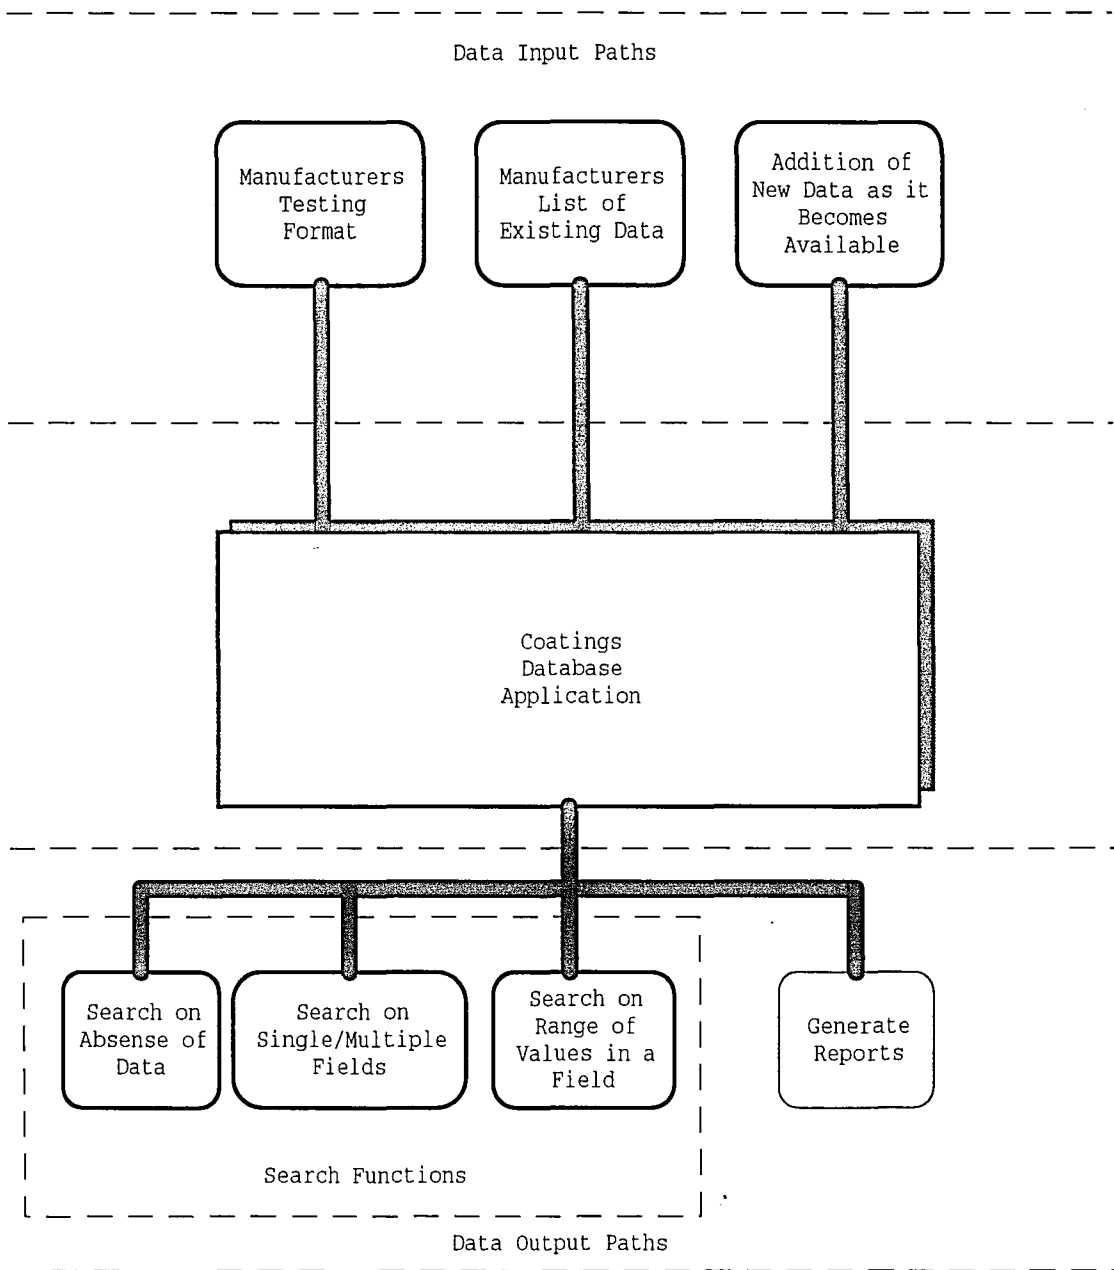 Data Input Paths
Manufacturers
Testing
Format
Manufacturers
List of
Existing Data
Addition of
New Data as it
Becomes
Available
Coatings
Database
Application
Search on
Absense of
Data
Search on
Single/Multiple
Fields
Search on
Range of
Values in a
Field
Generate
Reports
Search Functions
Data Output Paths